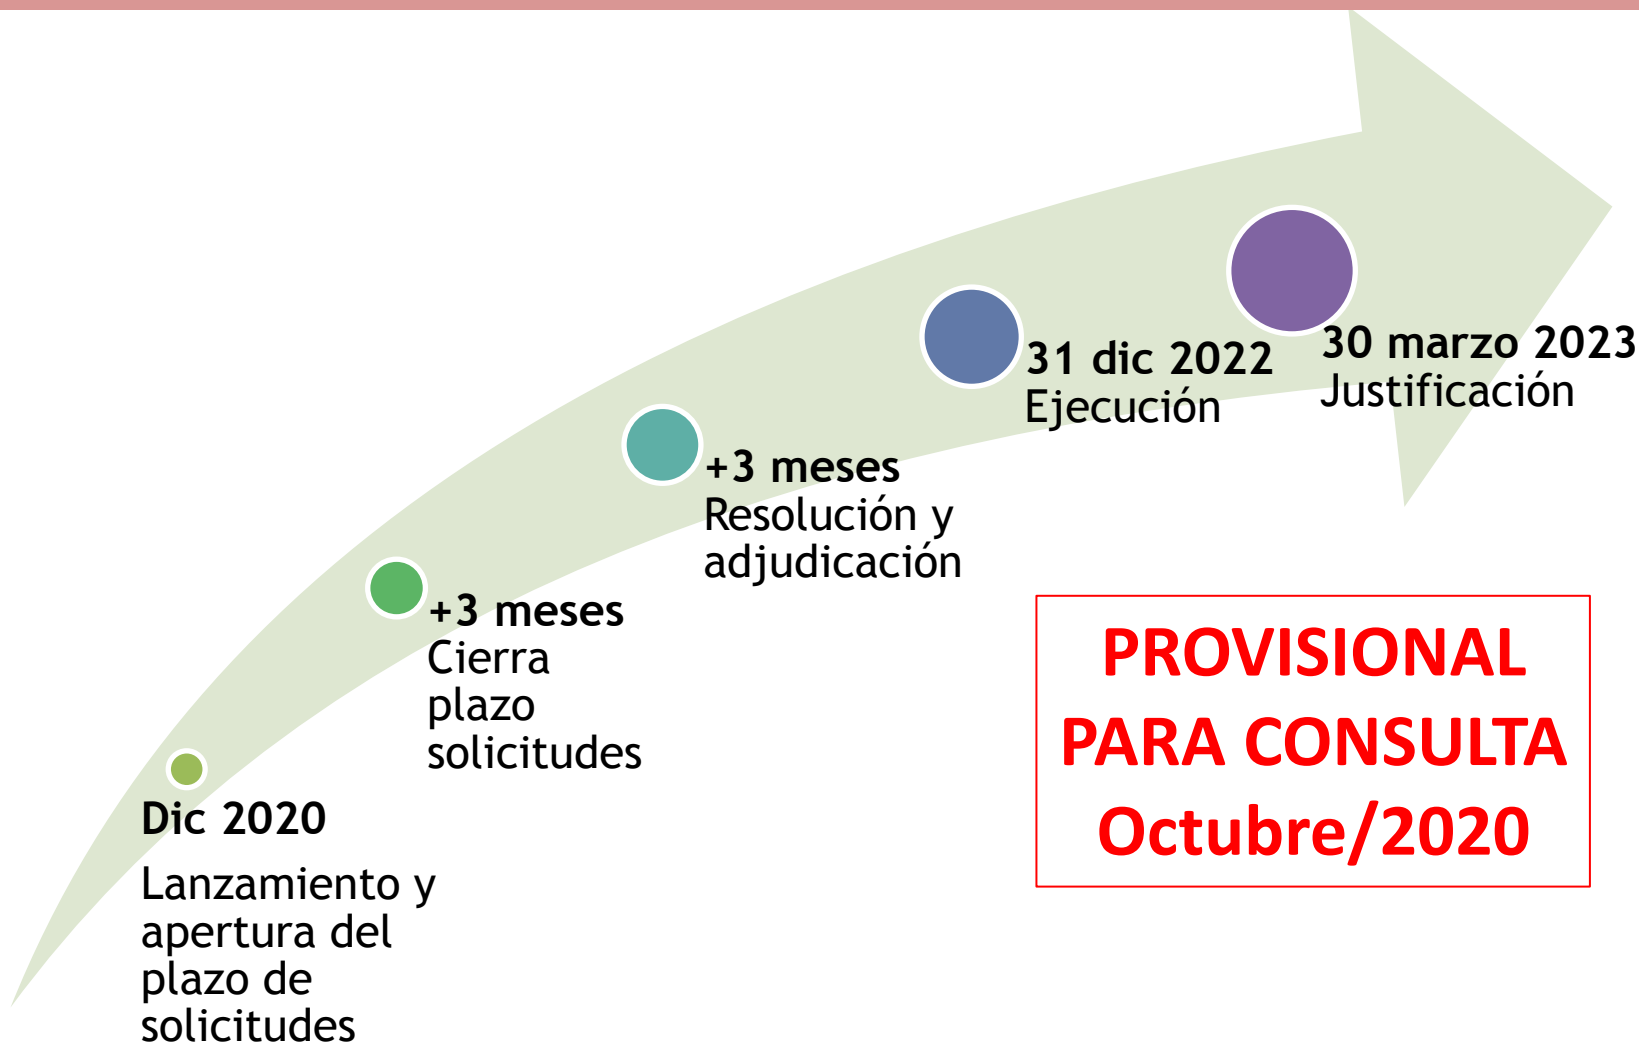 Dic 2020
Lanzamiento y
apertura del
plazo de
solicitudes
+3 meses
Cierra
plazo
solicitudes
+3 meses
Resolución y
adjudicación
31 dic 2022
Ejecución
30 marzo 2023
Justificación
PROVISIONAL
PARA CONSULTA
Octubre/2020